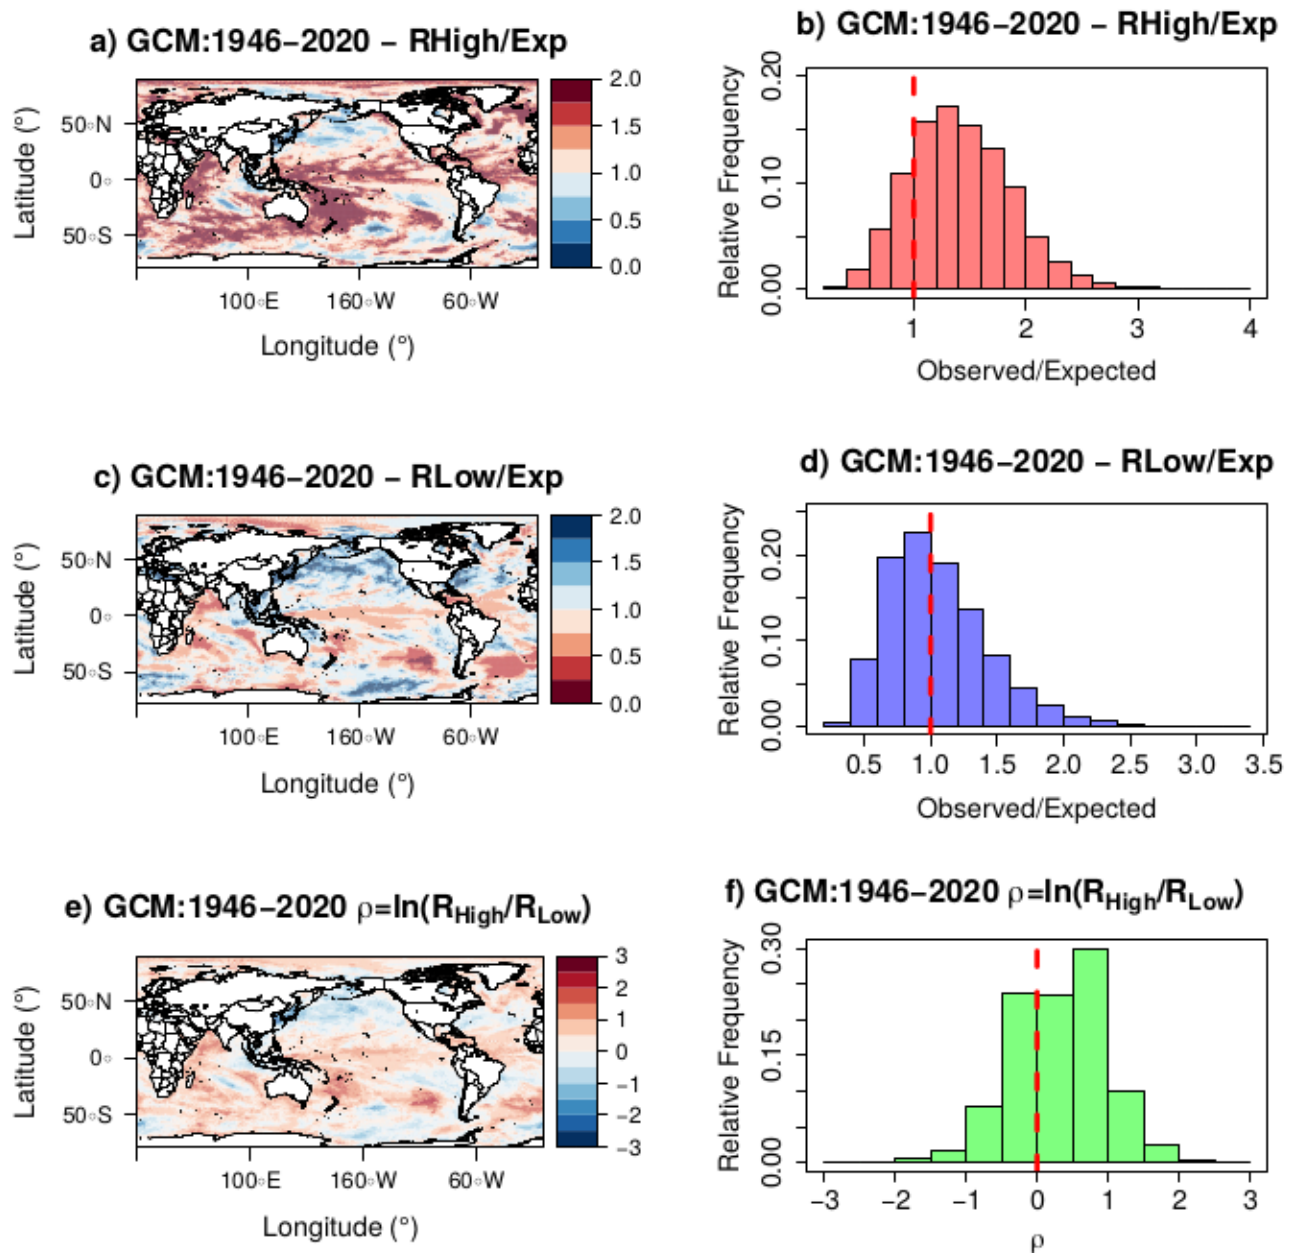 a) GCM:1946−2020 − RHigh/Exp
Latitude (°)
50°N
0°
50°S
100°E
160°W
60°W
Longitude (°)
2.0
1.5
1.0
0.5
0.0
b) GCM:1946−2020 − RHigh/Exp
Relative Frequency
0.20
0.10
0.00
1
2
3
4
Observed/Expected
c) GCM:1946−2020 − RLow/Exp
Latitude (°)
50°N
0°
50°S
100°E
160°W
60°W
Longitude (°)
2.0
1.5
1.0
0.5
0.0
d) GCM:1946−2020 − RLow/Exp
Relative Frequency
0.20
0.10
0.00
0.5
1.0
1.5
2.0
2.5
3.0
3.5
Observed/Expected
e) GCM:1946−2020 ρ=ln(RHigh/RLow)
Latitude (°)
50°N
0°
50°S
100°E
160°W
60°W
Longitude (°)
3
2
1
0
−1
−2
−3
f) GCM:1946−2020 ρ=ln(RHigh/RLow)
Relative Frequency
0.30
0.15
0.00
−3
−2
−1
0
1
2
3
ρ